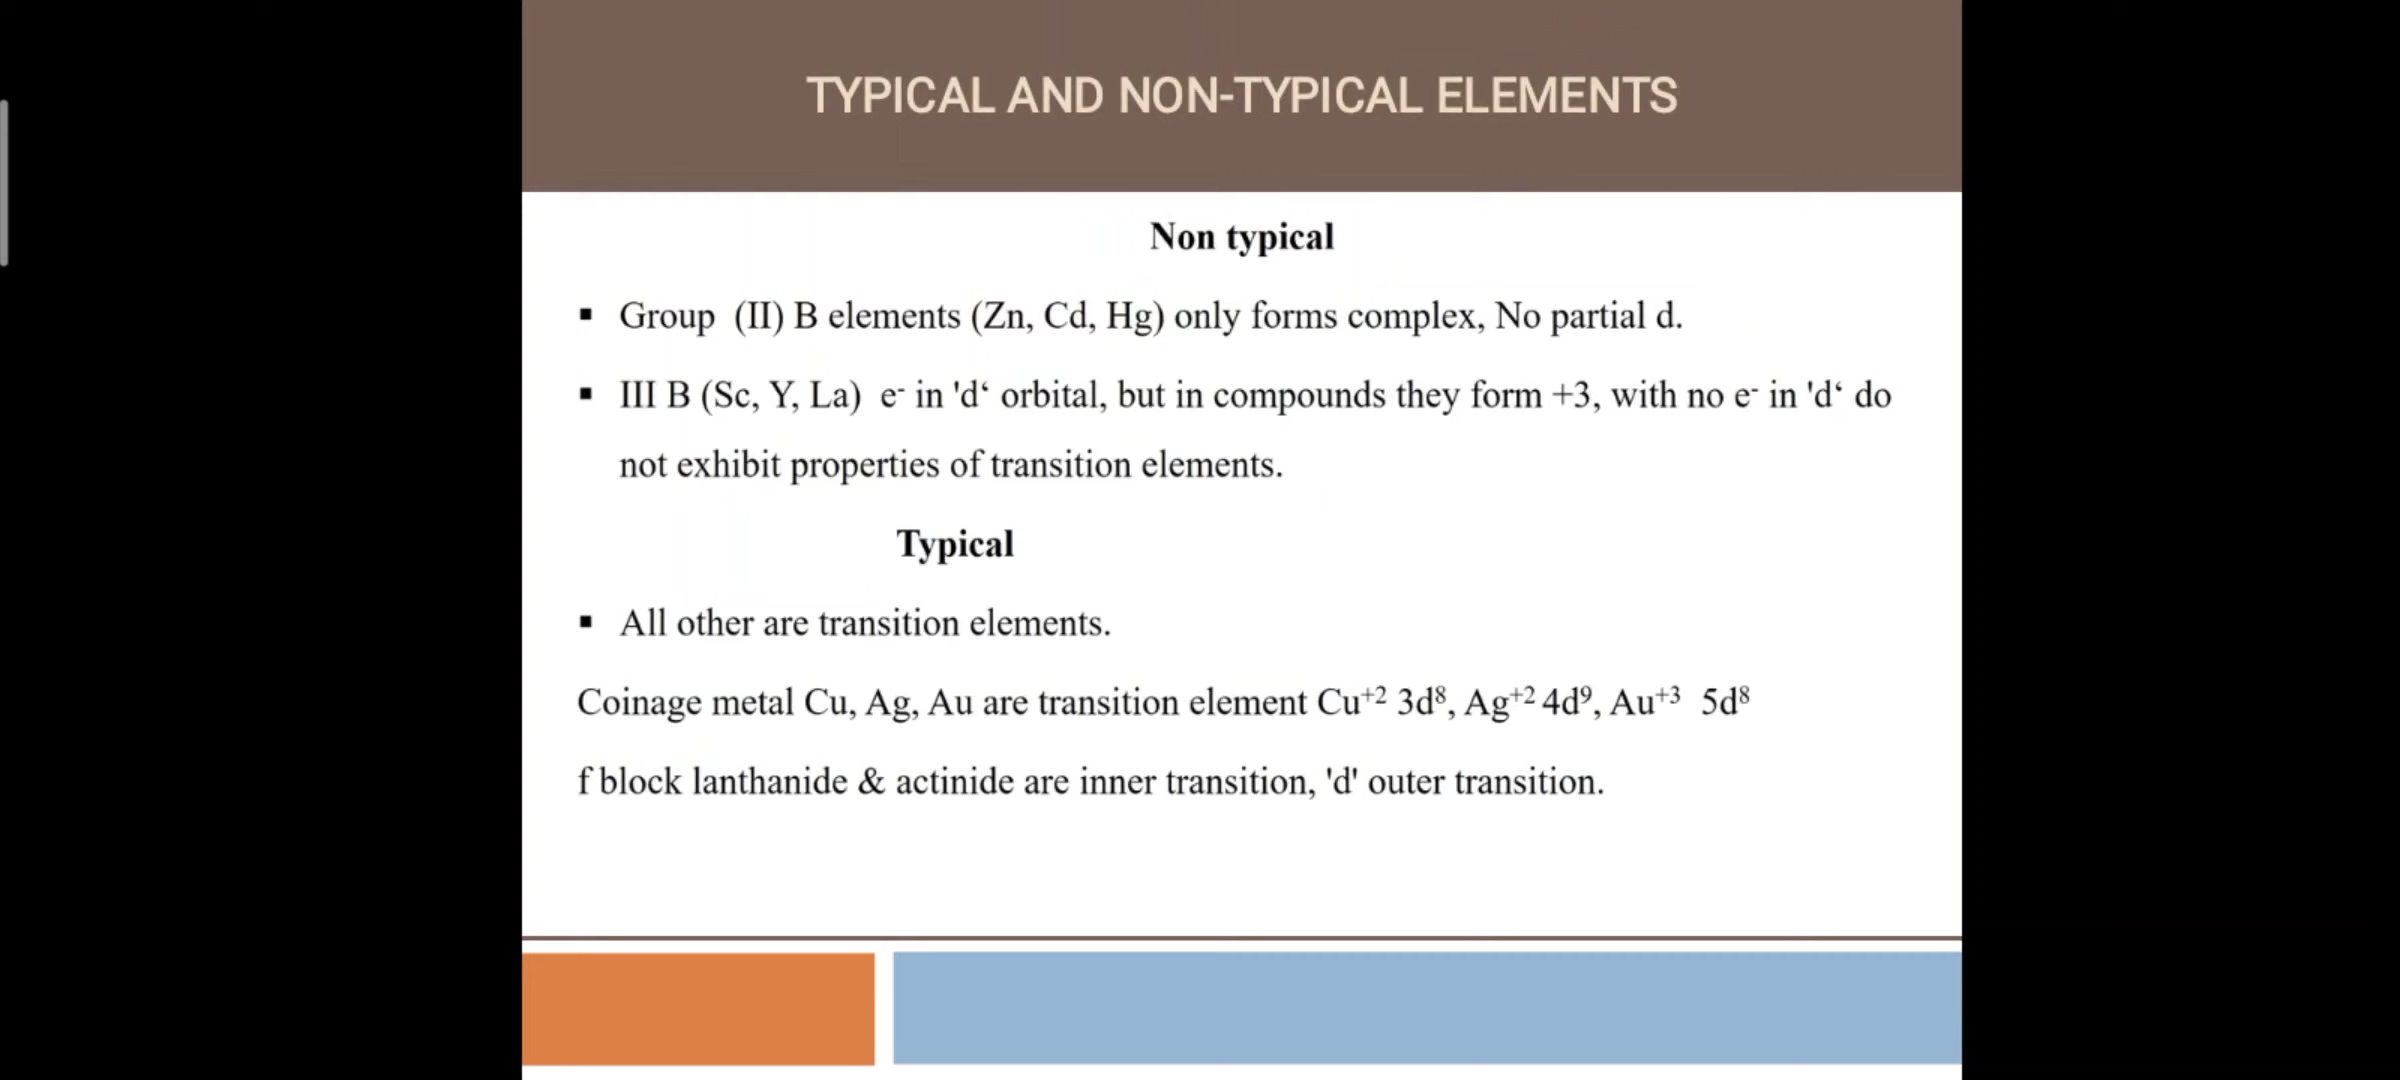 TYPICAL AND NON-TYPICAL ELEMENTS
Non typical
▪ Group (II) B elements (Zn, Cd, Hg) only forms complex, No partial d.
▪ III B (Sc, Y, La) e⁻ in 'd‘ orbital, but in compounds they form +3, with no e⁻ in 'd‘ do
not exhibit properties of transition elements.
Typical
▪ All other are transition elements.
Coinage metal Cu, Ag, Au are transition element Cu⁺² 3d⁸, Ag⁺² 4d⁹, Au⁺³ 5d⁸
f block lanthanide & actinide are inner transition, 'd' outer transition.